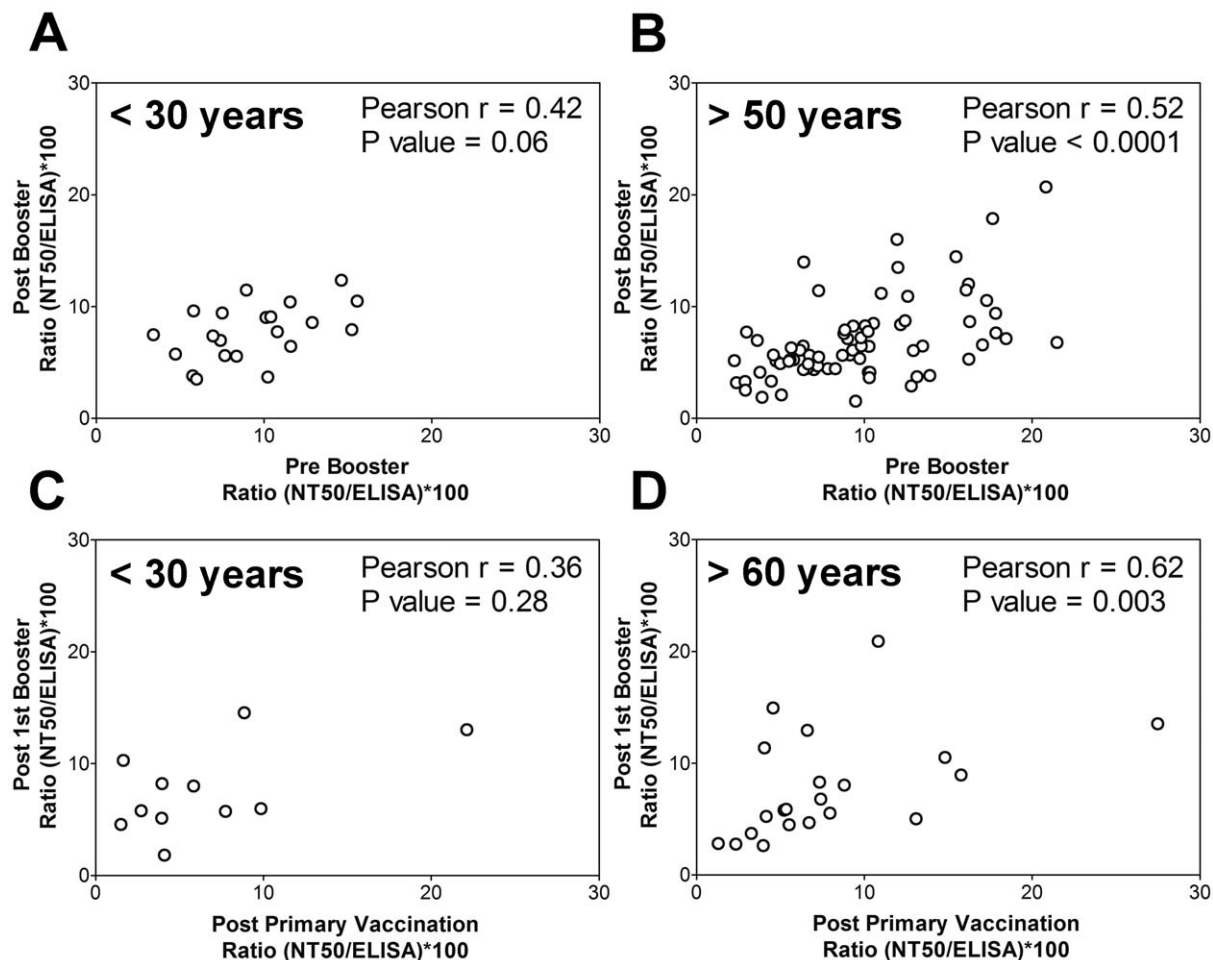 A
30
20
10
0
0
10
20
30
< 30 years
Pearson r = 0.42
P value = 0.06
Post Booster
Ratio (NT50/ELISA)*100
Pre Booster
Ratio (NT50/ELISA)*100
B
30
20
10
0
0
10
20
30
> 50 years
Pearson r = 0.52
P value < 0.0001
Post Booster
Ratio (NT50/ELISA)*100
Pre Booster
Ratio (NT50/ELISA)*100
C
30
20
10
0
0
10
20
30
< 30 years
Pearson r = 0.36
P value = 0.28
Post 1st Booster
Ratio (NT50/ELISA)*100
Post Primary Vaccination
Ratio (NT50/ELISA)*100
D
30
20
10
0
0
10
20
30
> 60 years
Pearson r = 0.62
P value = 0.003
Post 1st Booster
Ratio (NT50/ELISA)*100
Post Primary Vaccination
Ratio (NT50/ELISA)*100